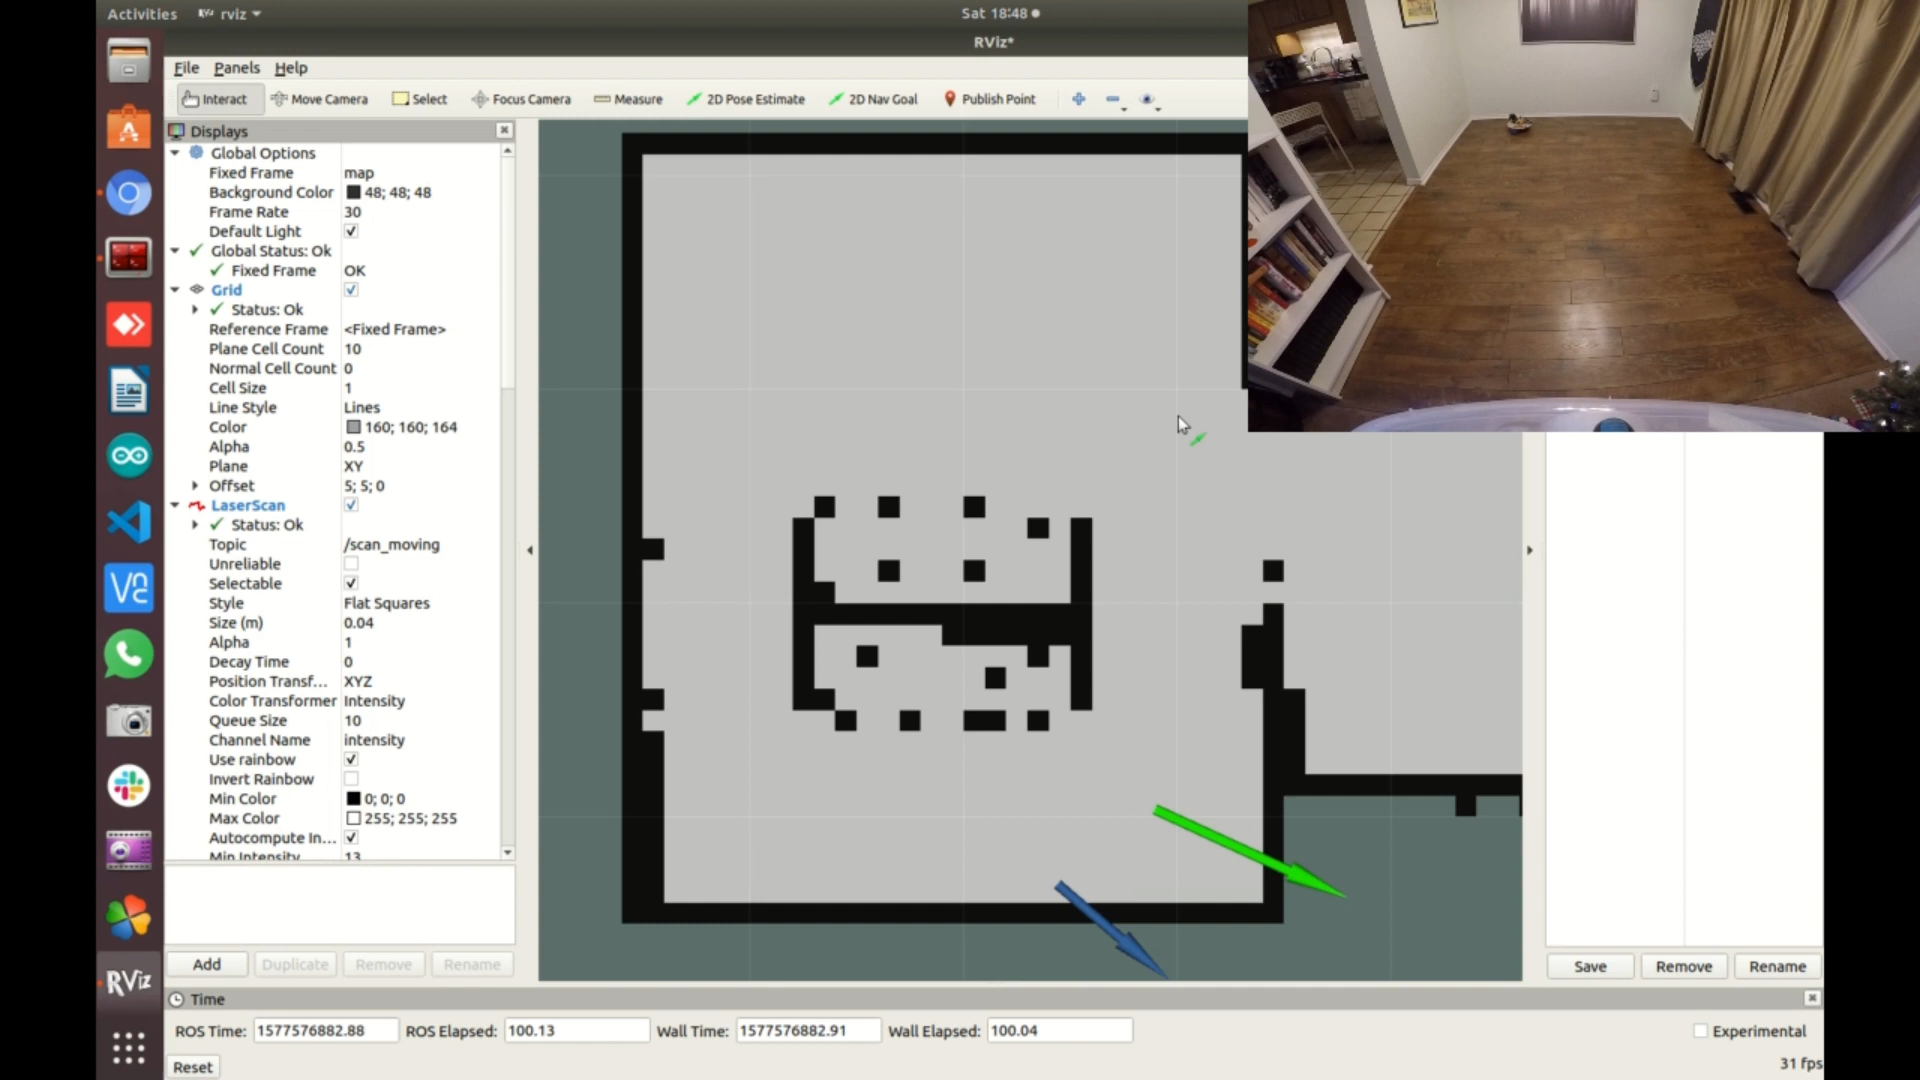 Activities
rviz
Sat 18:48
RViz*
File Panels Help
Interact Move Camera Select Focus Camera Measure 2D Pose Estimate 2D Nav Goal Publish Point
Displays
Global Options
Fixed Frame map
Background Color 48; 48; 48
Frame Rate 30
Default Light
Global Status: Ok
Fixed Frame OK
Grid
Status: Ok
Reference Frame <Fixed Frame>
Plane Cell Count 10
Normal Cell Count 0
Cell Size 1
Line Style Lines
Color 160; 160; 164
Alpha 0.5
Plane XY
Offset 5; 5; 0
LaserScan
Status: Ok
Topic /scan_moving
Unreliable
Selectable
Style Flat Squares
Size (m) 0.04
Alpha 1
Decay Time 0
Position Transf... XYZ
Color Transformer Intensity
Queue Size 10
Channel Name intensity
Use rainbow
Invert Rainbow
Min Color 0; 0; 0
Max Color 255; 255; 255
Autocompute In...
Min Intensity 13
Add Duplicate Remove Rename
Save Remove Rename
RViz
Time
ROS Time: 1577576882.88 ROS Elapsed: 100.13 Wall Time: 1577576882.91 Wall Elapsed: 100.04 Experimental
Reset 31 fps